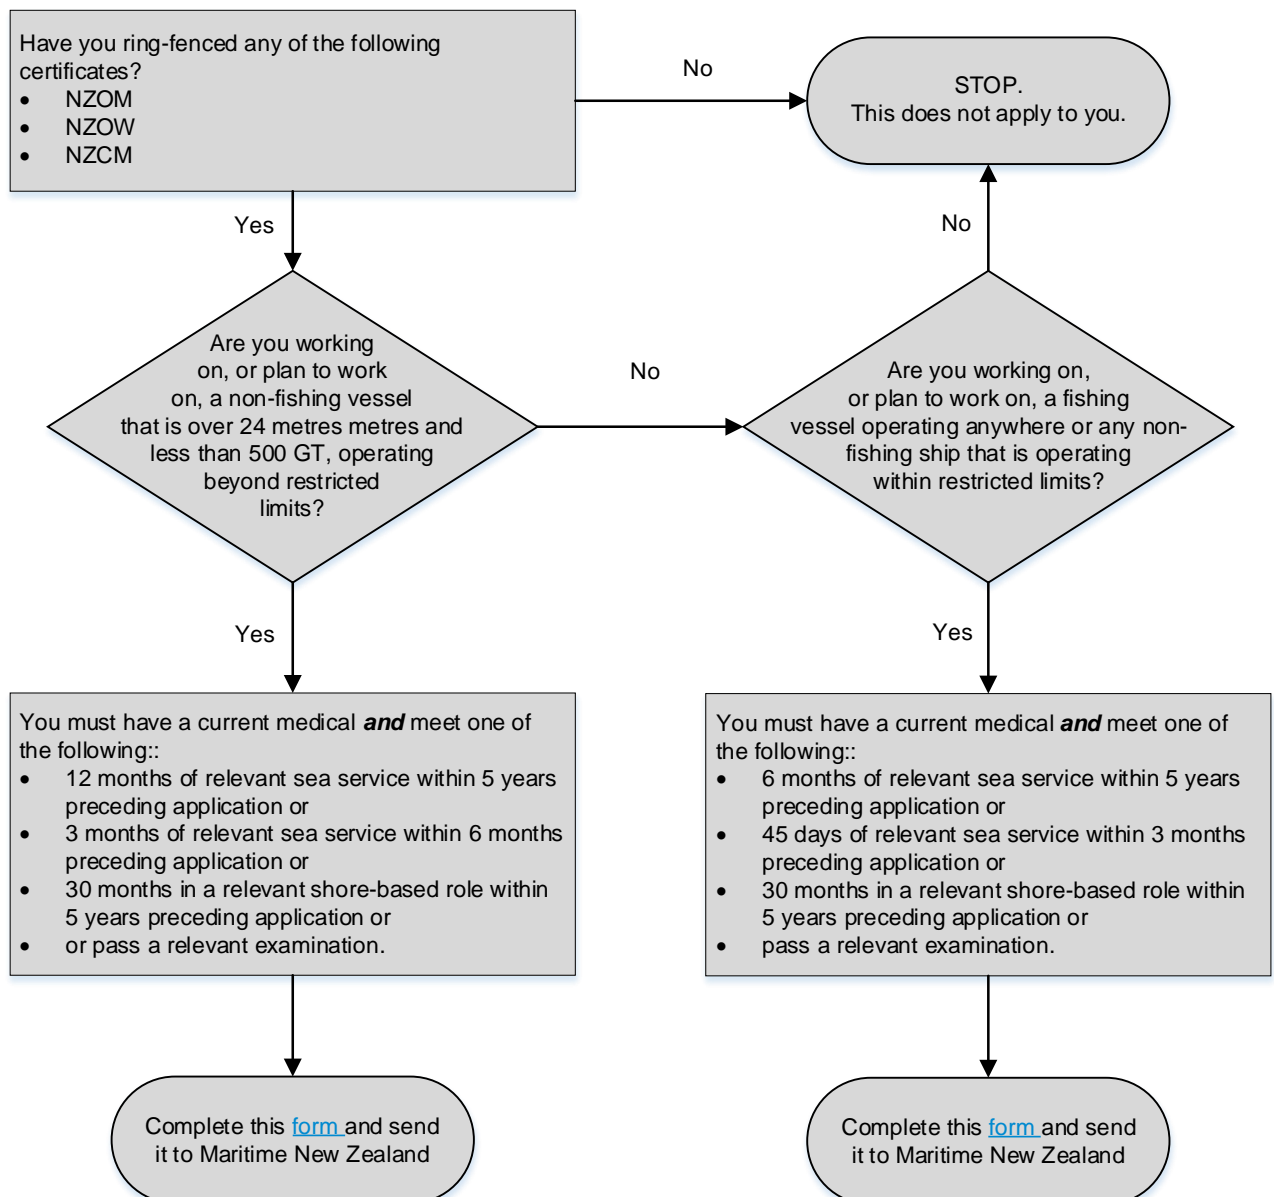 Have you ring-fenced any of the following
certificates?
• NZOM
• NZOW
• NZCM
No
STOP.
This does not apply to you.
Yes
No
Are you working
on, or plan to work
on, a non-fishing vessel
that is over 24 metres metres and
less than 500 GT, operating
beyond restricted
limits?
No
Are you working on,
or plan to work on, a fishing
vessel operating anywhere or any non-
fishing ship that is operating
within restricted limits?
Yes
Yes
You must have a current medical and meet one of
the following::
• 12 months of relevant sea service within 5 years
preceding application or
• 3 months of relevant sea service within 6 months
preceding application or
• 30 months in a relevant shore-based role within
5 years preceding application or
• or pass a relevant examination.
You must have a current medical and meet one of
the following::
• 6 months of relevant sea service within 5 years
preceding application or
• 45 days of relevant sea service within 3 months
preceding application or
• 30 months in a relevant shore-based role within
5 years preceding application or
• pass a relevant examination.
Complete this form and send
it to Maritime New Zealand
Complete this form and send
it to Maritime New Zealand